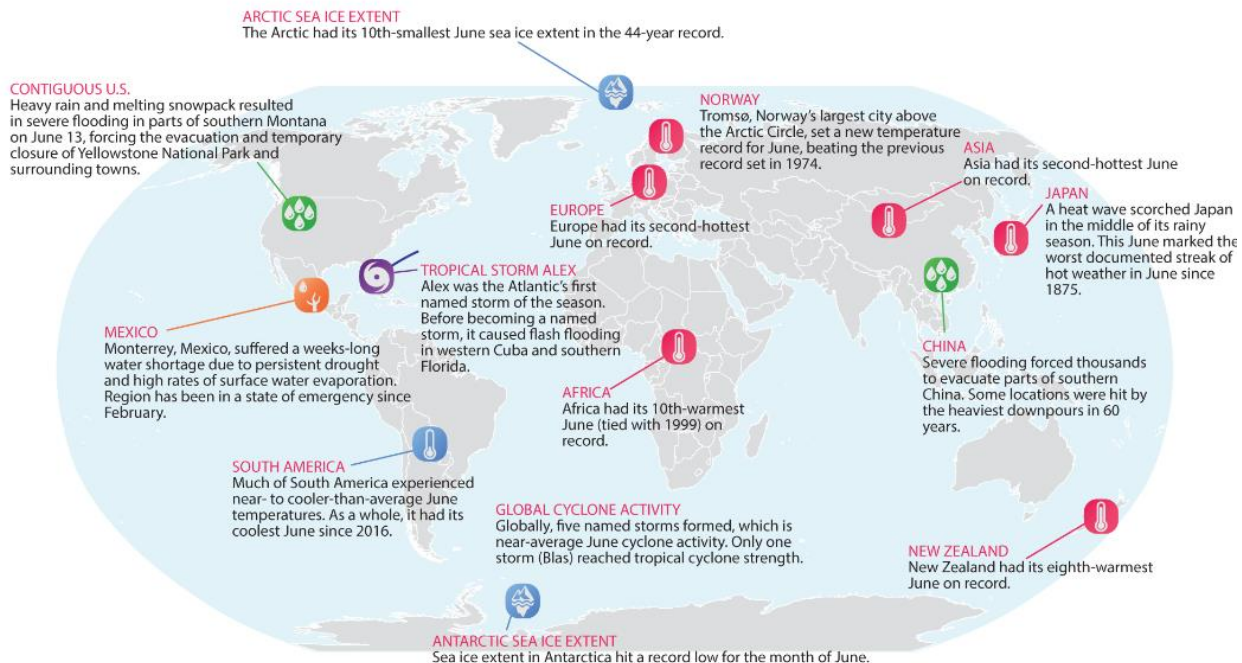 ARCTIC SEA ICE EXTENT
The Arctic had its 10th-smallest June sea ice extent in the 44-year record.
CONTIGUOUS U.S.
Heavy rain and melting snowpack resulted
in severe flooding in parts of southern Montana
on June 13, forcing the evacuation and temporary
closure of Yellowstone National Park and
surrounding towns.
NORWAY
Tromsø, Norway's largest city above
the Arctic Circle, set a new temperature
record for June, beating the previous
record set in 1974.
ASIA
Asia had its second-hottest June
on record.
JAPAN
A heat wave scorched Japan
in the middle of its rainy
season. This June marked the
worst documented streak of
hot weather in June since
1875.
EUROPE
Europe had its second-hottest
June on record.
TROPICAL STORM ALEX
Alex was the Atlantic's first
named storm of the season.
Before becoming a named
storm, it caused flash flooding
in western Cuba and southern
Florida.
MEXICO
Monterrey, Mexico, suffered a weeks-long
water shortage due to persistent drought
and high rates of surface water evaporation.
Region has been in a state of emergency since
February.
AFRICA
Africa had its 10th-warmest
June (tied with 1999) on
record.
CHINA
Severe flooding forced thousands
to evacuate parts of southern
China. Some locations were hit by
the heaviest downpours in 60
years.
SOUTH AMERICA
Much of South America experienced
near- to cooler-than-average June
temperatures. As a whole, it had its
coolest June since 2016.
GLOBAL CYCLONE ACTIVITY
Globally, five named storms formed, which is
near-average June cyclone activity. Only one
storm (Blas) reached tropical cyclone strength.
NEW ZEALAND
New Zealand had its eighth-warmest
June on record.
ANTARCTIC SEA ICE EXTENT
Sea ice extent in Antarctica hit a record low for the month of June.